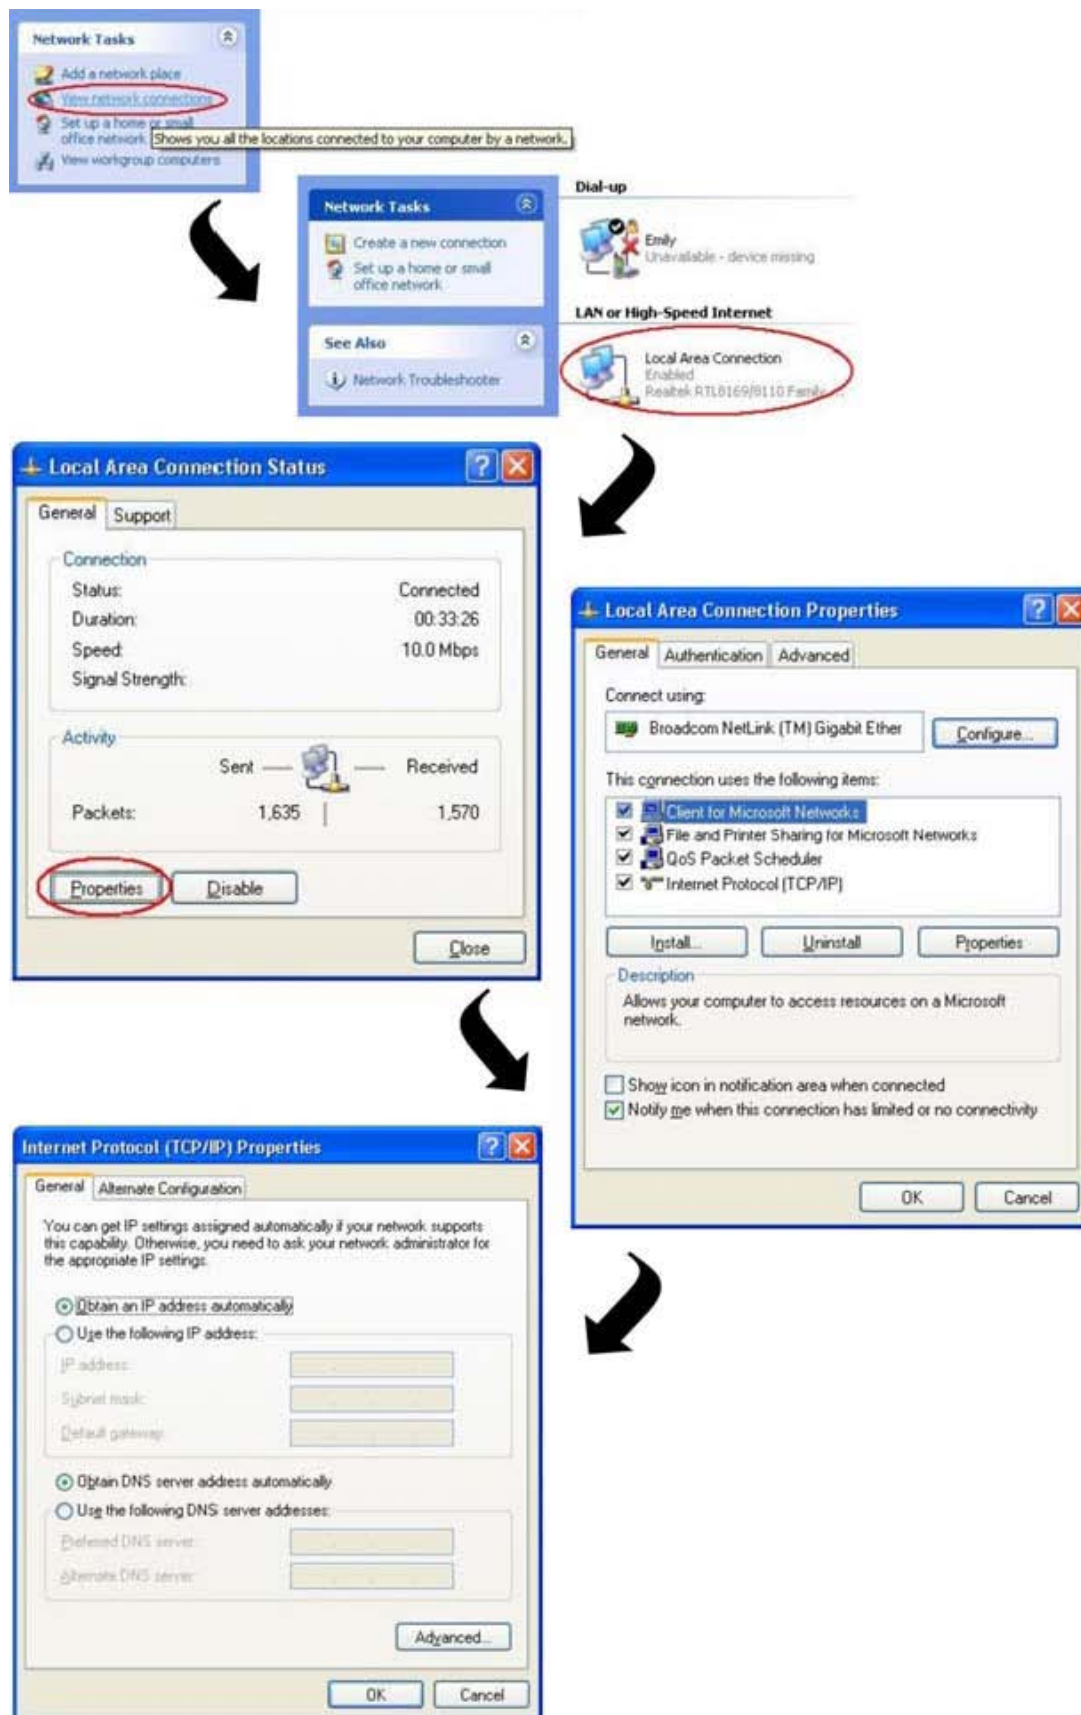 Network Tasks
Add a network place
View network connections
Set up a home or small
office network
Shows you all the locations connected to your computer by a network.
View workgroup computers
Network Tasks
Create a new connection
Set up a home or small
office network
See Also
Network Troubleshooter
Dial-up
Emily
Unavailable - device missing
LAN or High-Speed Internet
Local Area Connection
Enabled
Realtek RTL8169/8110 Family ...
Local Area Connection Status
General Support
Connection
Status: Connected
Duration: 00:33:26
Speed: 10.0 Mbps
Signal Strength:
Activity
Sent Received
Packets: 1,635 1,570
Properties Disable
Close
Local Area Connection Properties
General Authentication Advanced
Connect using:
Broadcom NetLink (TM) Gigabit Ether
Configure...
This connection uses the following items:
Client for Microsoft Networks
File and Printer Sharing for Microsoft Networks
QoS Packet Scheduler
Internet Protocol (TCP/IP)
Install... Uninstall Properties
Description
Allows your computer to access resources on a Microsoft
network.
Show icon in notification area when connected
Notify me when this connection has limited or no connectivity
OK Cancel
Internet Protocol (TCP/IP) Properties
General Alternate Configuration
You can get IP settings assigned automatically if your network supports
this capability. Otherwise, you need to ask your network administrator for
the appropriate IP settings.
Obtain an IP address automatically
Use the following IP address:
IP address:
Subnet mask:
Default gateway:
Obtain DNS server address automatically
Use the following DNS server addresses:
Preferred DNS server:
Alternate DNS server:
Advanced...
OK Cancel